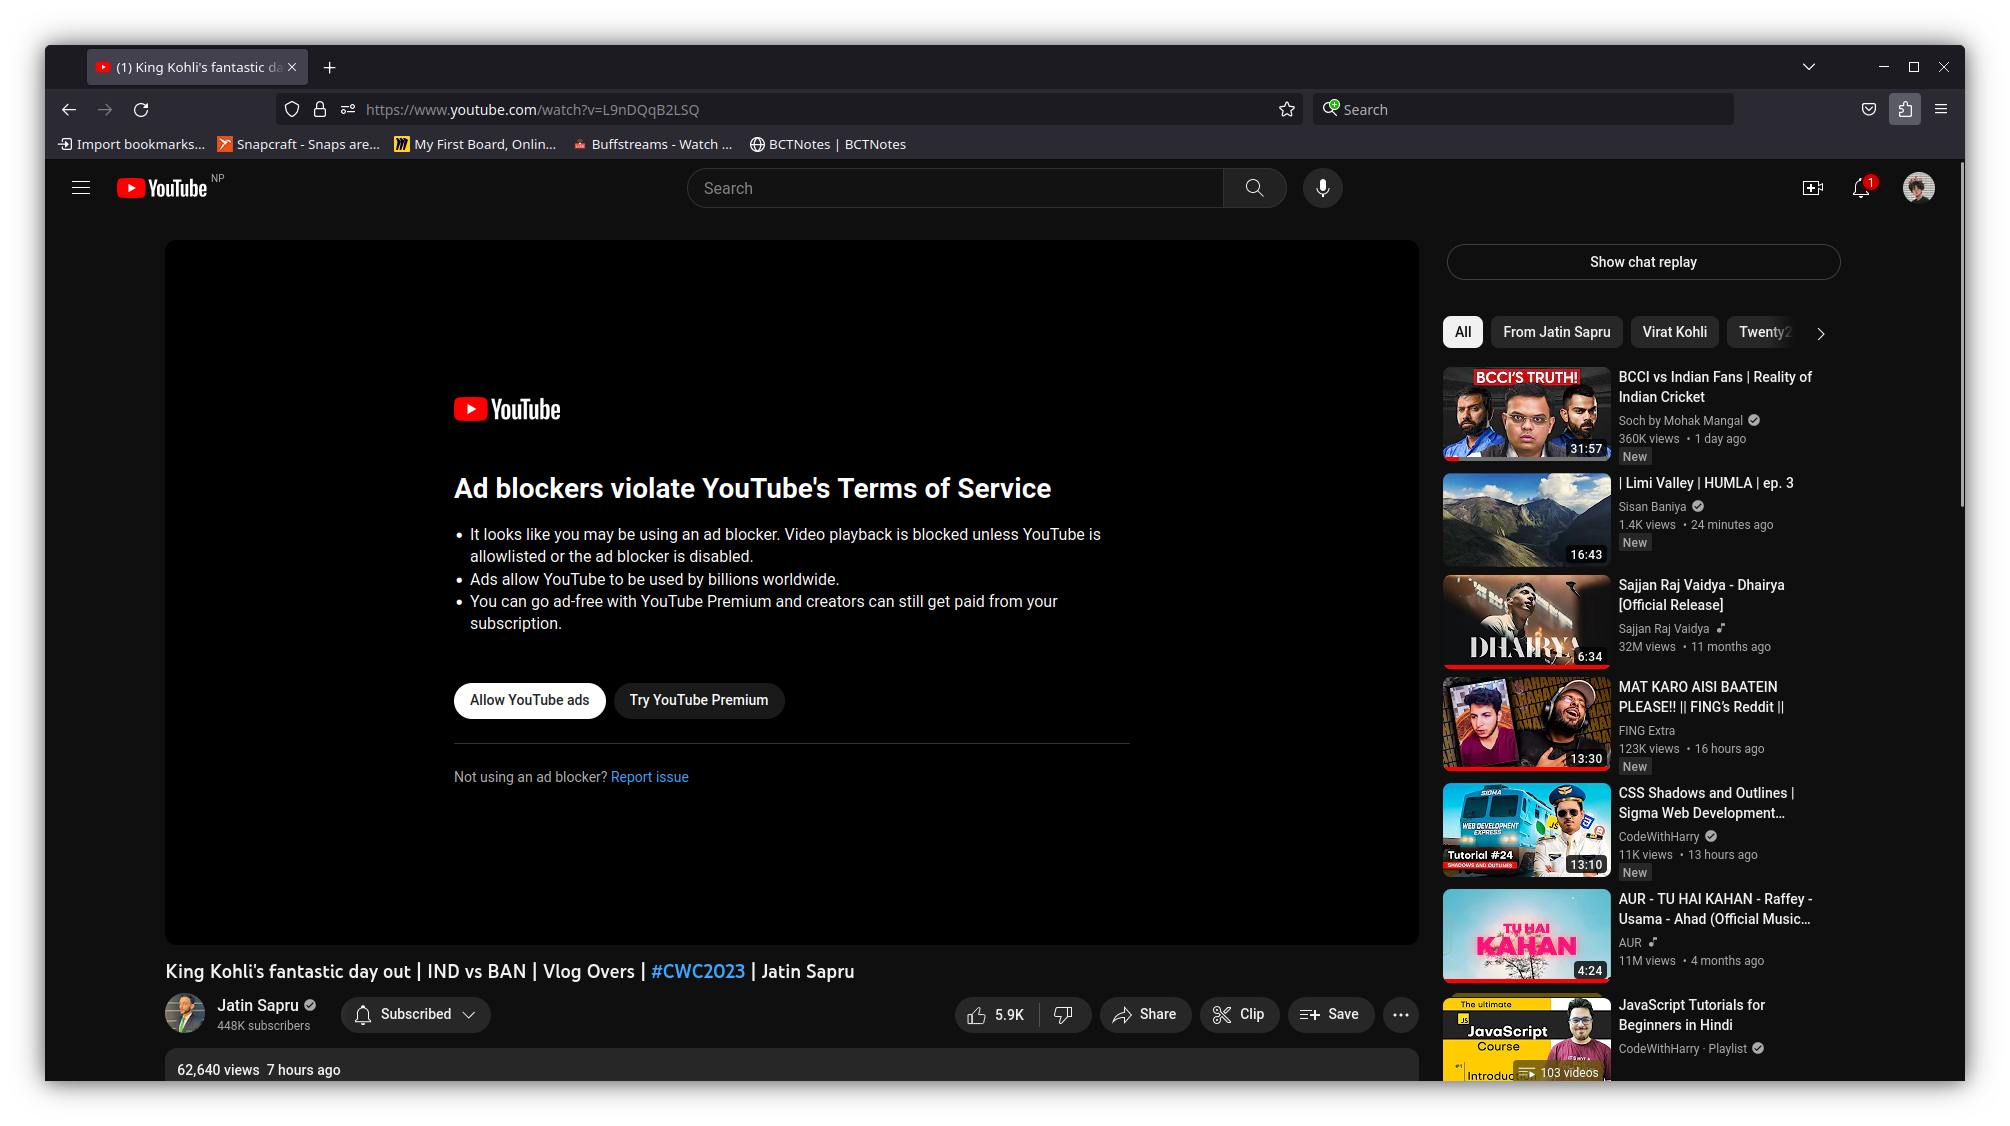 (1) King Kohli's fantastic da
https://www.youtube.com/watch?v=L9nDQqB2LSQ
Search
Import bookmarks...
Snapcraft - Snaps are...
My First Board, Onlin...
Buffstreams - Watch ...
BCTNotes | BCTNotes
YouTube NP
Search
1
YouTube
Ad blockers violate YouTube's Terms of Service
• It looks like you may be using an ad blocker. Video playback is blocked unless YouTube is
allowlisted or the ad blocker is disabled.
• Ads allow YouTube to be used by billions worldwide.
• You can go ad-free with YouTube Premium and creators can still get paid from your
subscription.
Allow YouTube ads
Try YouTube Premium
Not using an ad blocker? Report issue
King Kohli's fantastic day out | IND vs BAN | Vlog Overs | #CWC2023 | Jatin Sapru
Jatin Sapru
448K subscribers
Subscribed
5.9K
Share
Clip
Save
62,640 views 7 hours ago
Show chat replay
All
From Jatin Sapru
Virat Kohli
Twenty2
BCCI'S TRUTH!
31:57
BCCI vs Indian Fans | Reality of
Indian Cricket
Soch by Mohak Mangal
360K views • 1 day ago
New
16:43
| Limi Valley | HUMLA | ep. 3
Sisan Baniya
1.4K views • 24 minutes ago
New
DHAIRYA
6:34
Sajjan Raj Vaidya - Dhairya
[Official Release]
Sajjan Raj Vaidya
32M views • 11 months ago
13:30
MAT KARO AISI BAATEIN
PLEASE!! || FING's Reddit ||
FING Extra
123K views • 16 hours ago
New
SIGMA
WEB DEVELOPMENT
EXPRESS
JS
Tutorial #24
SHADOWS AND OUTLINES
13:10
CSS Shadows and Outlines |
Sigma Web Development...
CodeWithHarry
11K views • 13 hours ago
New
TU HAI
KAHAN
4:24
AUR - TU HAI KAHAN - Raffey -
Usama - Ahad (Official Music...
AUR
11M views • 4 months ago
The ultimate
JS
JavaScript
Course
#1
Introduc
103 videos
JavaScript Tutorials for
Beginners in Hindi
CodeWithHarry · Playlist